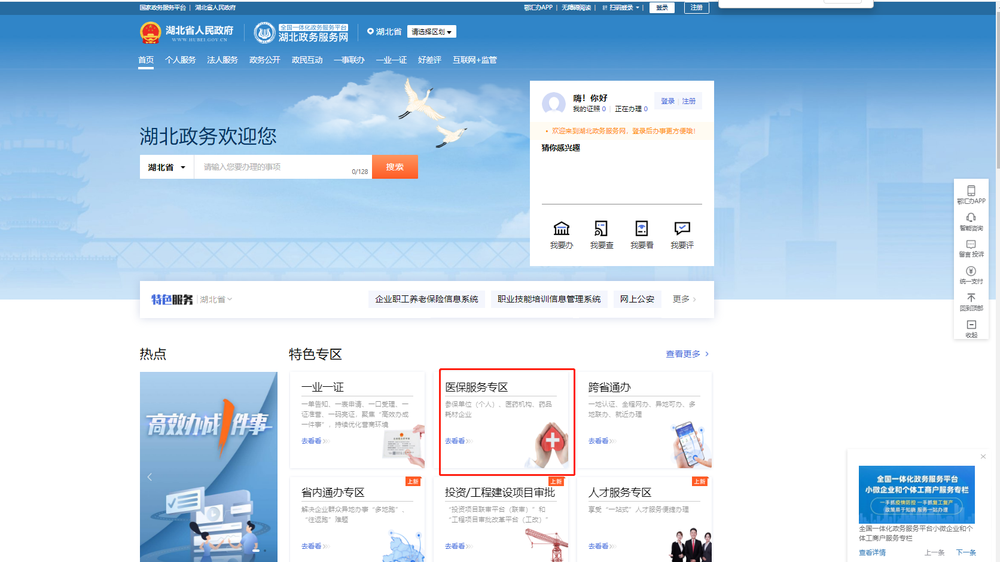 国家政务服务平台 | 湖北省人民政府
鄂汇办APP | 无障碍阅读 | 扫码登录 | 登录 注册
湖北省人民政府
WWW.HUBEI.GOV.CN
全国一体化政务服务平台
湖北政务服务网
湖北省 请选择区划
首页 个人服务 法人服务 政务公开 政民互动 一事联办 一业一证 好差评 互联网+监管
嗨！你好
登录 | 注册
我的证照 0 | 正在办理 0
• 欢迎来到湖北政务服务网，登录后办事更方便哦！
猜你感兴趣
湖北政务欢迎您
湖北省 请输入您要办理的事项 0/128 搜索
我要办 我要查 我要看 我要评
鄂汇办APP
智能咨询
留言 投诉
统一支付
回到顶部
收起
特色服务 | 湖北省
企业职工养老保险信息系统 职业技能培训信息管理系统 网上公安 更多
热点
特色专区
查看更多
高效办成1件事
一业一证
一单告知、一表申请、一口受理、一
证准营、一码亮证，聚焦“高效办成
一件事”，持续优化营商环境
去看看
医保服务专区
参保单位（个人）、医药机构、药品
耗材企业
去看看
跨省通办
一地认证、全程网办、异地可办、多
地联办、就近办理
去看看
上新
省内通办专区
解决企业群众异地办事“多地跑”、
“往返跑”难题
去看看
上新
投资/工程建设项目审批
“投资项目联审平台（联审）”和
“工程项目审批改革平台（工改）”
去看看
上新
人才服务专区
享受“一站式”人才服务便捷办理
去看看
全国一体化政务服务平台
小微企业和个体工商户服务专栏
一手抓疫情防控 一手抓复工复产
政策易于知晓 服务一站办理
全国一体化政务服务平台小微企业和个
体工商户服务专栏
查看详情 上一条 下一条